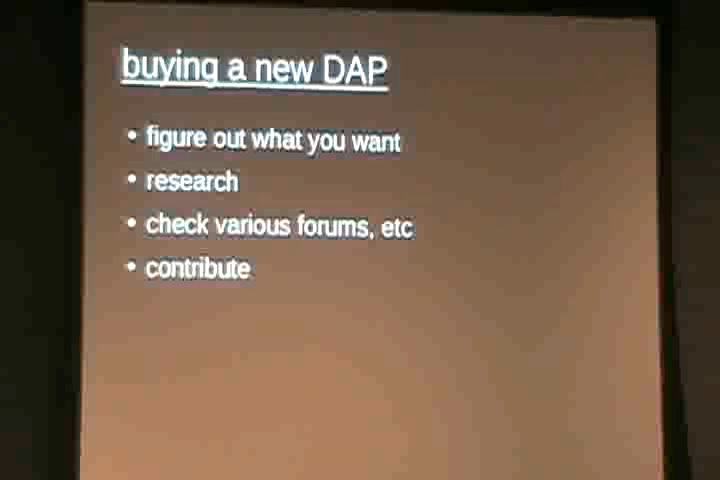 buying a new DAP
• figure out what you want
• research
• check various forums, etc
• contribute